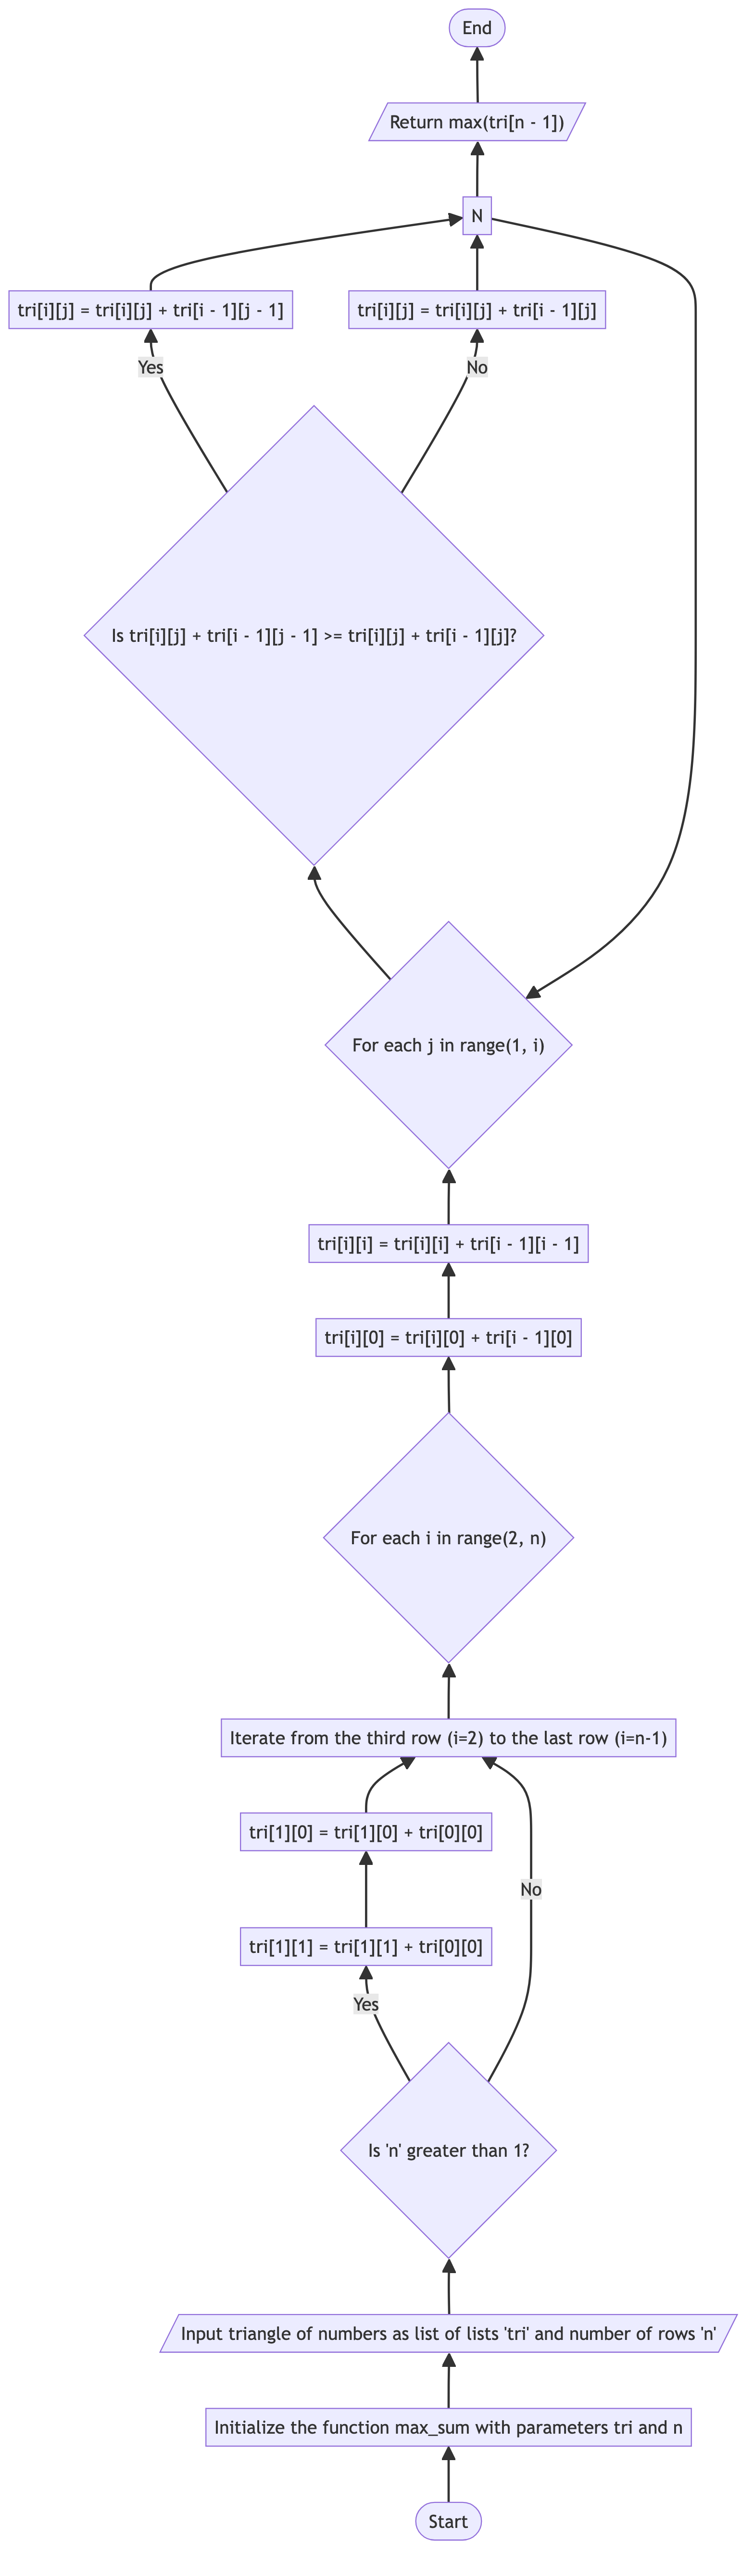 End
Return max(tri[n - 1])
N
tri[i][j] = tri[i][j] + tri[i - 1][j - 1]
tri[i][j] = tri[i][j] + tri[i - 1][j]
Yes
No
Is tri[i][j] + tri[i - 1][j - 1] >= tri[i][j] + tri[i - 1][j]?
For each j in range(1, i)
tri[i][i] = tri[i][i] + tri[i - 1][i - 1]
tri[i][0] = tri[i][0] + tri[i - 1][0]
For each i in range(2, n)
Iterate from the third row (i=2) to the last row (i=n-1)
tri[1][0] = tri[1][0] + tri[0][0]
No
tri[1][1] = tri[1][1] + tri[0][0]
Yes
Is 'n' greater than 1?
Input triangle of numbers as list of lists 'tri' and number of rows 'n'
Initialize the function max_sum with parameters tri and n
Start